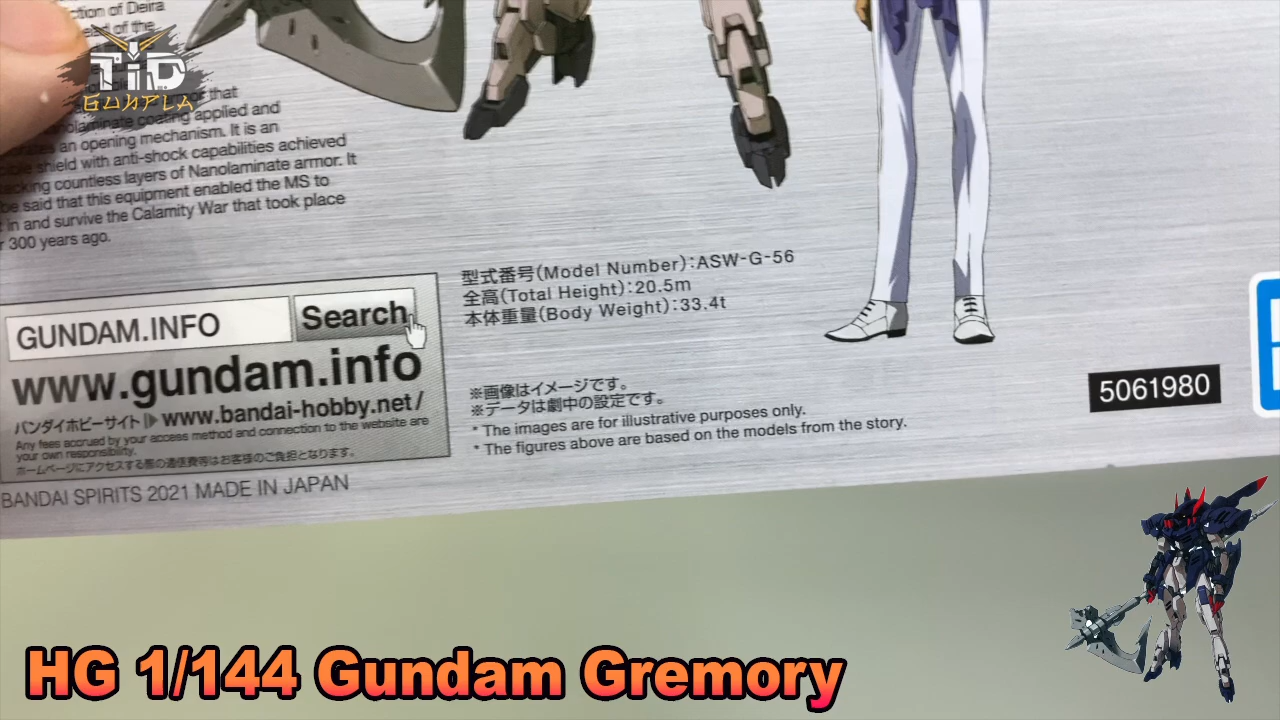 ction of Deira
of the
TiD
GUNPLA
that
nolaminate coating applied and
an opening mechanism. It is an
shield with anti-shock capabilities achieved
countless layers of Nanolaminate armor. It
be said that this equipment enabled the MS to
in and survive the Calamity War that took place
300 years ago.
型式番号(Model Number):ASW-G-56
全高(Total Height):20.5m
本体重量(Body Weight):33.4t
GUNDAM.INFO Search
www.gundam.info
バンダイホビーサイト www.bandai-hobby.net/
Any fees accrued by your access method and connection to the website are
your own responsibility.
ホームページにアクセスする際の通信費等はお客様のご負担となります。
※画像はイメージです。
※データは劇中の設定です。
* The images are for illustrative purposes only.
* The figures above are based on the models from the story.
5061980
BANDAI SPIRITS 2021 MADE IN JAPAN
HG 1/144 Gundam Gremory